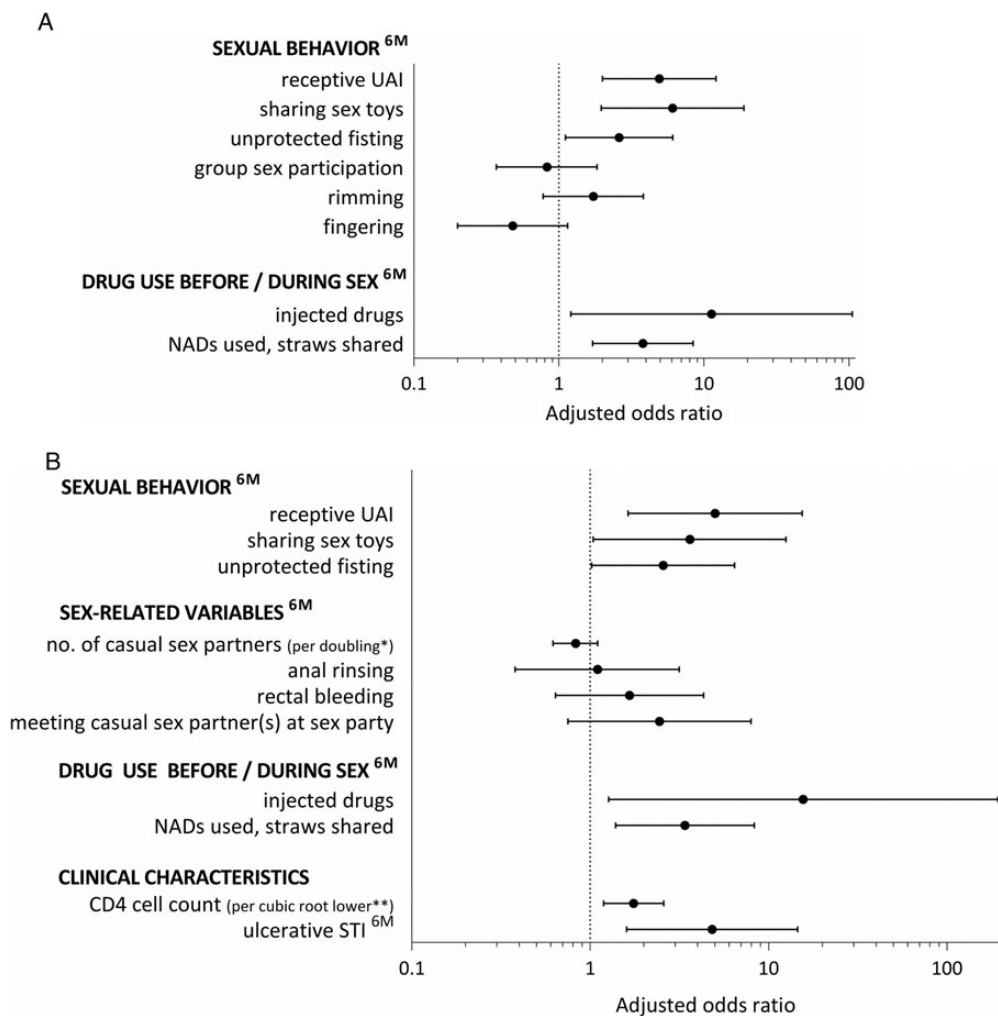 A
SEXUAL BEHAVIOR 6M
receptive UAI
sharing sex toys
unprotected fisting
group sex participation
rimming
fingering
DRUG USE BEFORE / DURING SEX 6M
injected drugs
NADs used, straws shared
0.1 1 10 100
Adjusted odds ratio
B
SEXUAL BEHAVIOR 6M
receptive UAI
sharing sex toys
unprotected fisting
SEX-RELATED VARIABLES 6M
no. of casual sex partners (per doubling*)
anal rinsing
rectal bleeding
meeting casual sex partner(s) at sex party
DRUG USE BEFORE / DURING SEX 6M
injected drugs
NADs used, straws shared
CLINICAL CHARACTERISTICS
CD4 cell count (per cubic root lower**)
ulcerative STI 6M
0.1 1 10 100
Adjusted odds ratio